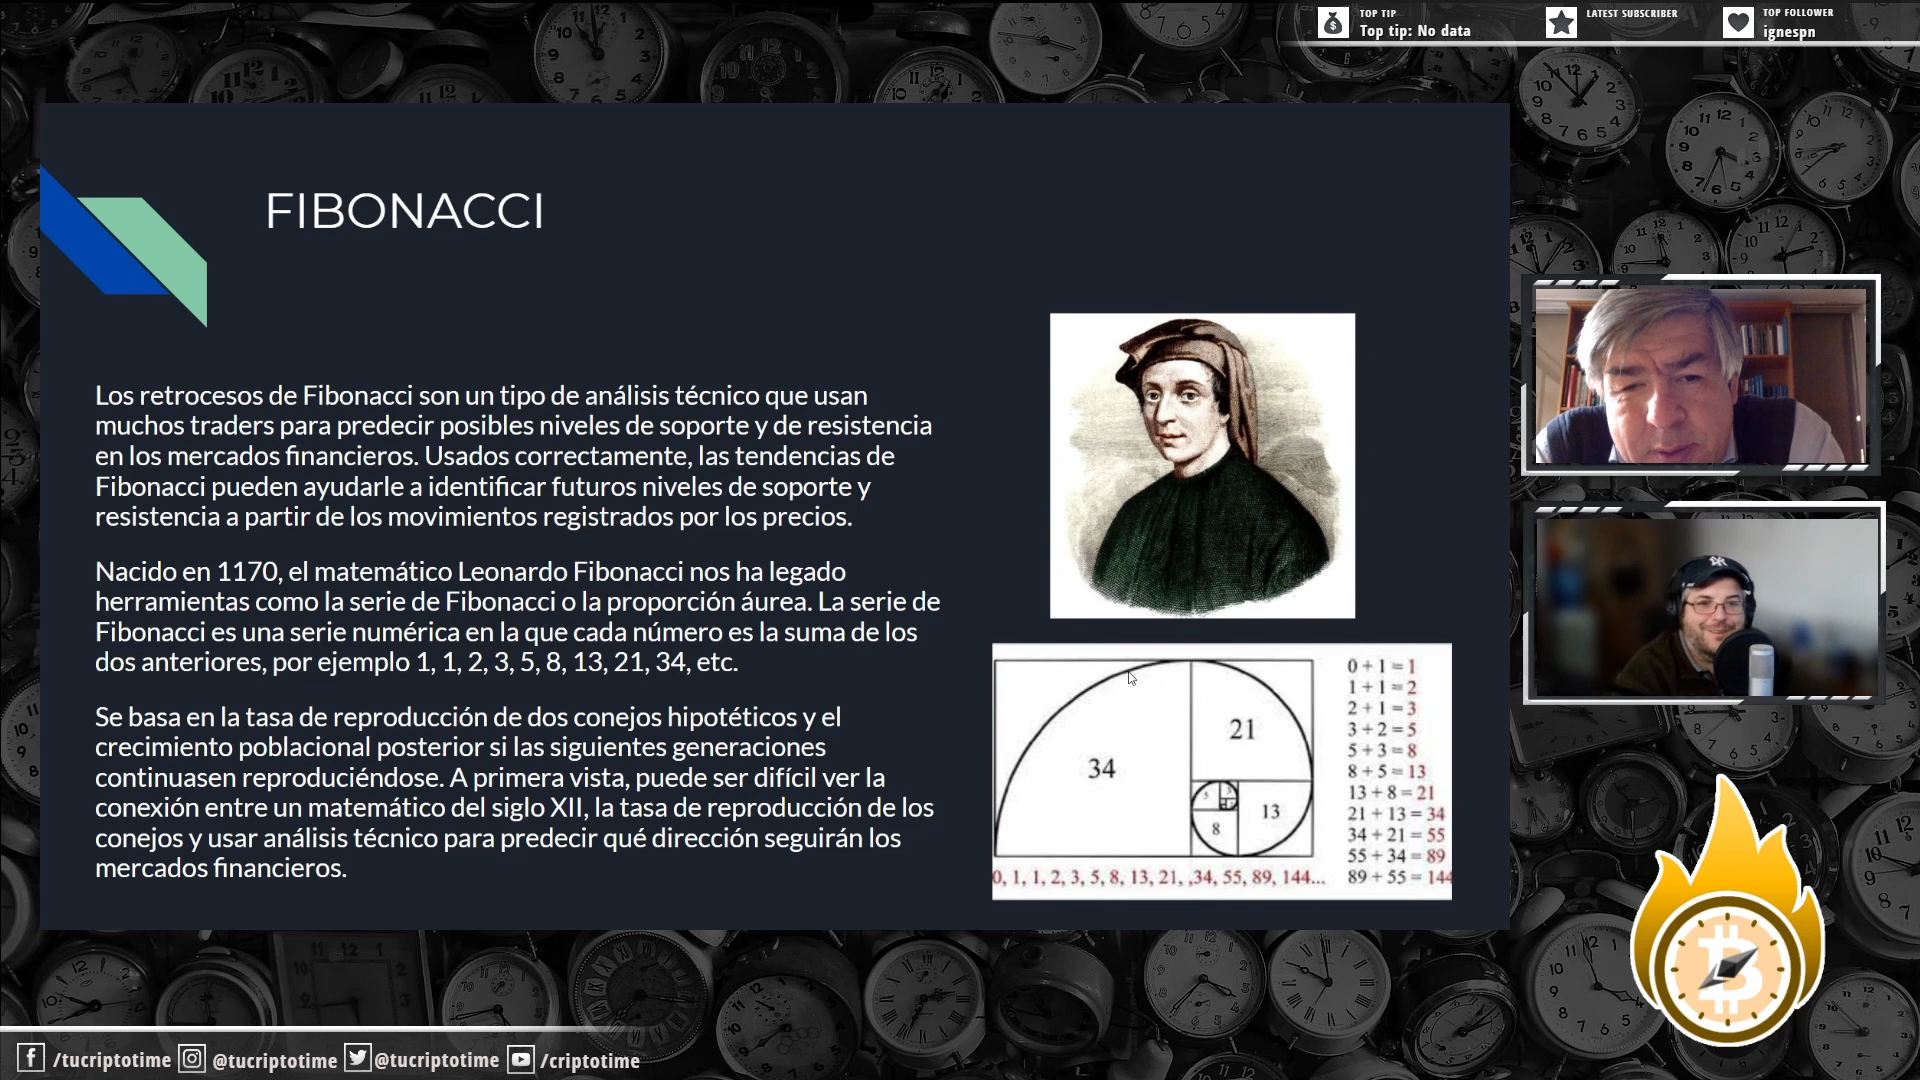 TOP TIP
Top tip: No data
LATEST SUBSCRIBER
TOP FOLLOWER
ignespn
FIBONACCI
Los retrocesos de Fibonacci son un tipo de análisis técnico que usan
muchos traders para predecir posibles niveles de soporte y de resistencia
en los mercados financieros. Usados correctamente, las tendencias de
Fibonacci pueden ayudarle a identificar futuros niveles de soporte y
resistencia a partir de los movimientos registrados por los precios.
Nacido en 1170, el matemático Leonardo Fibonacci nos ha legado
herramientas como la serie de Fibonacci o la proporción áurea. La serie de
Fibonacci es una serie numérica en la que cada número es la suma de los
dos anteriores, por ejemplo 1, 1, 2, 3, 5, 8, 13, 21, 34, etc.
Se basa en la tasa de reproducción de dos conejos hipotéticos y el
crecimiento poblacional posterior si las siguientes generaciones
continuasen reproduciéndose. A primera vista, puede ser difícil ver la
conexión entre un matemático del siglo XII, la tasa de reproducción de los
conejos y usar análisis técnico para predecir qué dirección seguirán los
mercados financieros.
34
21
13
8
5
0, 1, 1, 2, 3, 5, 8, 13, 21, ,34, 55, 89, 144...
0 + 1 = 1
1 + 1 = 2
2 + 1 = 3
3 + 2 = 5
5 + 3 = 8
8 + 5 = 13
13 + 8 = 21
21 + 13 = 34
34 + 21 = 55
55 + 34 = 89
89 + 55 = 144
/tucriptotime
@tucriptotime
@tucriptotime
/criptotime